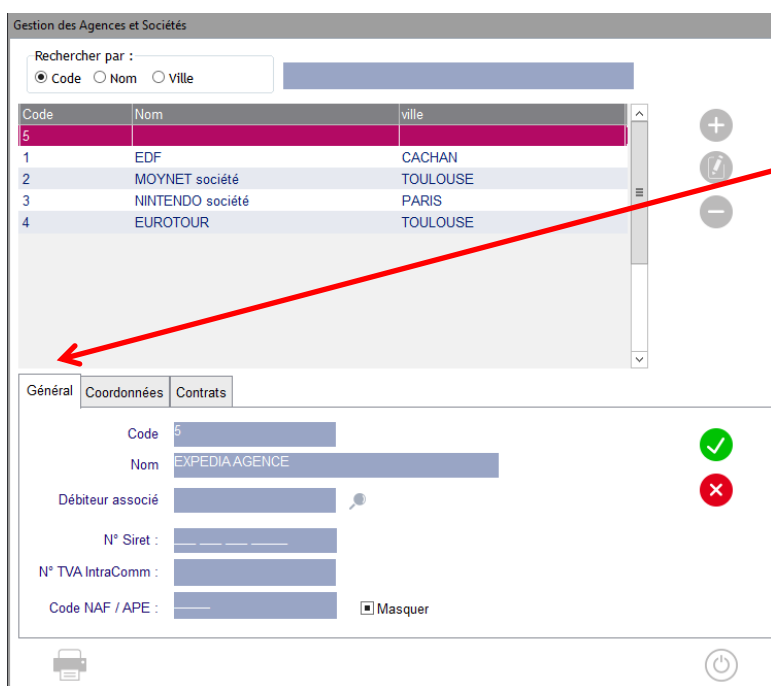 Gestion des Agences et Sociétés
Rechercher par :
Code Nom Ville
Code Nom ville
5
1 EDF CACHAN
2 MOYNET société TOULOUSE
3 NINTENDO société PARIS
4 EUROTOUR TOULOUSE
Général Coordonnées Contrats
Code 5
Nom EXPEDIA AGENCE
Débiteur associé
N° Siret :
N° TVA IntraComm :
Code NAF / APE :
Masquer